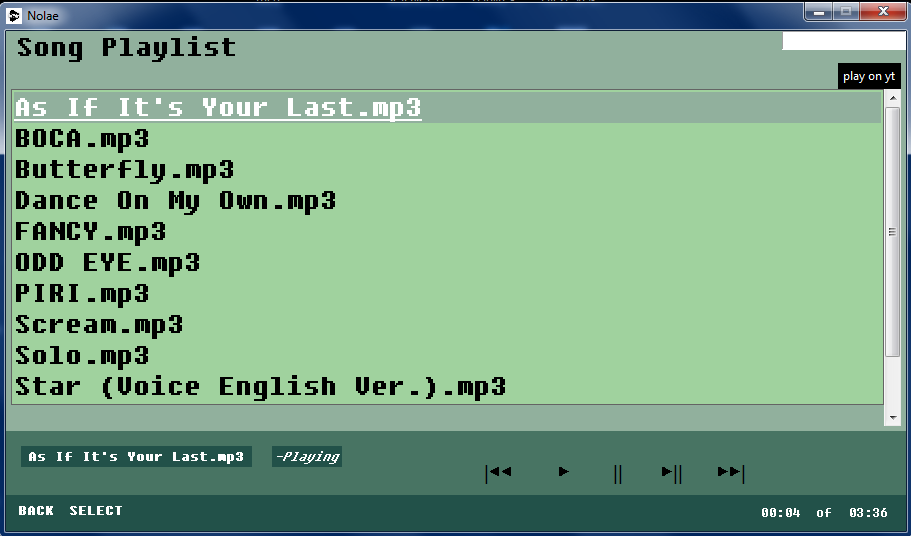 Nolae
Song Playlist
play on yt
As If It's Your Last.mp3
BOCA.mp3
Butterfly.mp3
Dance On My Own.mp3
FANCY.mp3
ODD EYE.mp3
PIRI.mp3
Scream.mp3
Solo.mp3
Star (Voice English Ver.).mp3
As If It's Your Last.mp3 -Playing
BACK SELECT 00:04 of 03:36